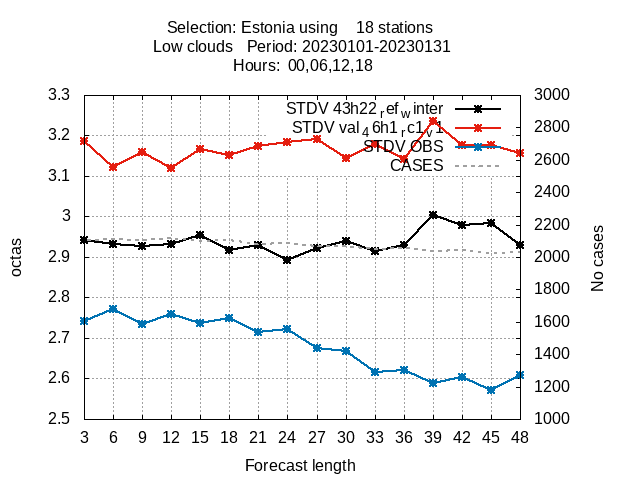 Selection: Estonia using    18 stations
Low clouds   Period: 20230101-20230131
Hours:  00,06,12,18
STDV 43h22_ref_winter
STDV val_46h1_rc1_v1
STDV OBS
CASES
3.3
3.2
3.1
3
2.9
2.8
2.7
2.6
2.5
octas
3000
2800
2600
2400
2200
2000
1800
1600
1400
1200
1000
No cases
3 6 9 12 15 18 21 24 27 30 33 36 39 42 45 48
Forecast length